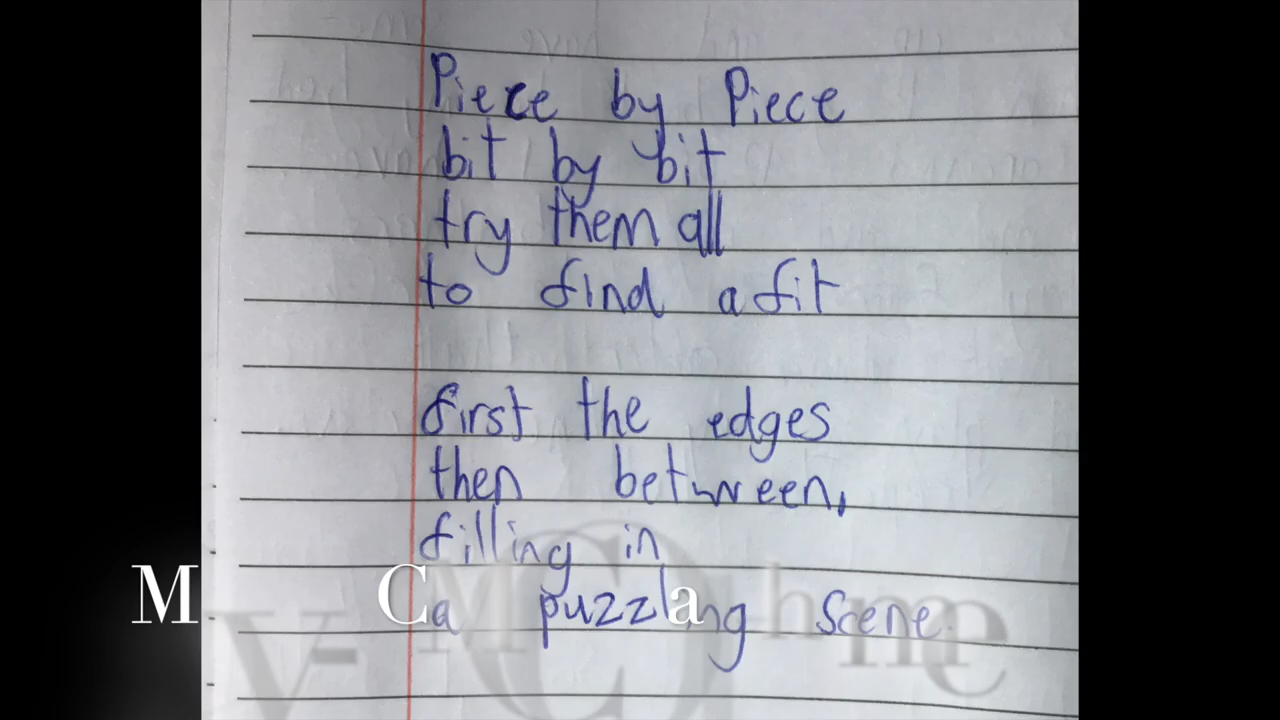 Piece by Piece
bit by bit
try them all
to find a fit
first the edges
then between,
filling in
a puzzling scene.
M C a